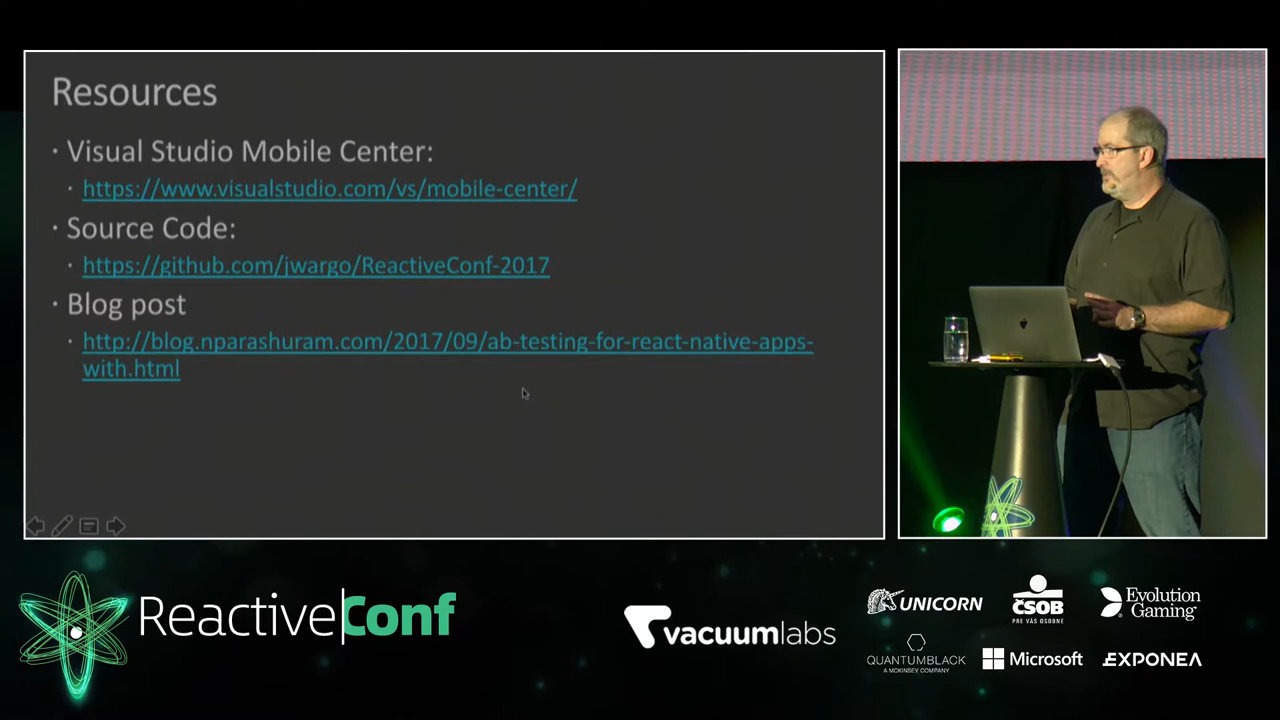 Resources
· Visual Studio Mobile Center:
· https://www.visualstudio.com/vs/mobile-center/
· Source Code:
· https://github.com/jwargo/ReactiveConf-2017
· Blog post
· http://blog.nparashuram.com/2017/09/ab-testing-for-react-native-apps-
with.html
Reactive|Conf
vacuumlabs
UNICORN
ČSOB
PRE VÁS OSOBNE
Evolution
Gaming
QUANTUMBLACK
A MCKINSEY COMPANY
Microsoft
EXPONEA